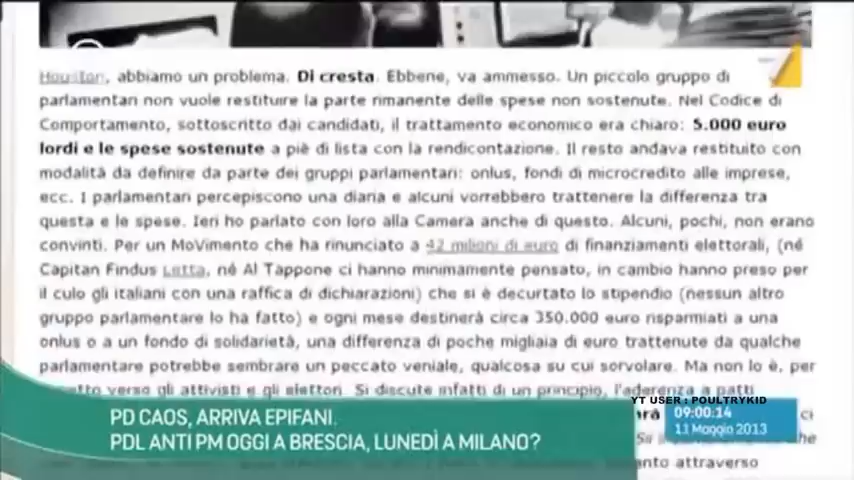 Houston, abbiamo un problema. Di cresta. Ebbene, va ammesso. Un piccolo gruppo di
parlamentari non vuole restituire la parte rimanente delle spese non sostenute. Nel Codice di
Comportamento, sottoscritto dai candidati, il trattamento economico era chiaro: 5.000 euro
lordi e le spese sostenute a piè di lista con la rendicontazione. Il resto andava restituito con
modalità da definire da parte dei gruppi parlamentari: onlus, fondi di microcredito alle imprese,
ecc. I parlamentari percepiscono una diaria e alcuni vorrebbero trattenere la differenza tra
questa e le spese. Ieri ho parlato con loro alla Camera anche di questo. Alcuni, pochi, non erano
convinti. Per un MoVimento che ha rinunciato a 42 milioni di euro di finanziamenti elettorali, (né
Capitan Findus Letta, né Al Tappone ci hanno minimamente pensato, in cambio hanno preso per
il culo gli italiani con una raffica di dichiarazioni) che si è decurtato lo stipendio (nessun altro
gruppo parlamentare lo ha fatto) e ogni mese destinerà circa 350.000 euro risparmiati a una
onlus o a un fondo di solidarietà, una differenza di poche migliaia di euro trattenute da qualche
parlamentare potrebbe sembrare un peccato veniale, qualcosa su cui sorvolare. Ma non lo è, per
verso gli attivisti e gli elettori. Si discute infatti di un principio, l'aderenza a patti
YT USER : POULTRYKID
PD CAOS, ARRIVA EPIFANI.
PDL ANTI PM OGGI A BRESCIA, LUNEDÌ A MILANO?
09:00:14
11 Maggio 2013
ci
attraverso